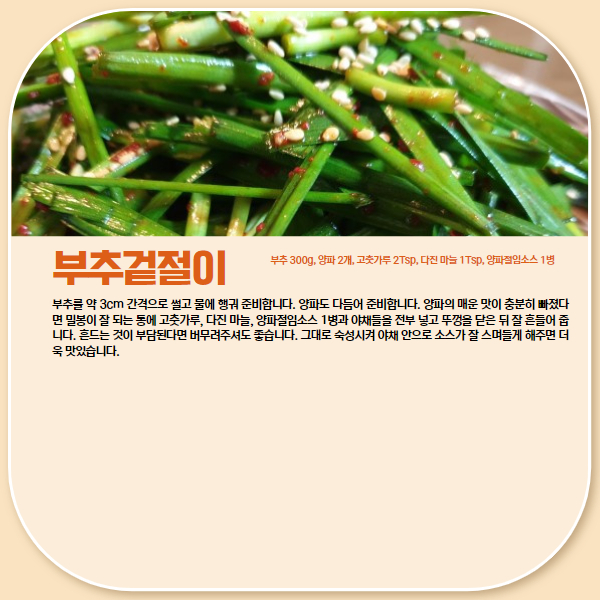 부추겉절이
부추 300g, 양파 2개, 고춧가루 2Tsp, 다진 마늘 1Tsp, 양파절임소스 1병
부추를 약 3cm 간격으로 썰고 물에 헹궈 준비합니다. 양파도 다듬어 준비합니다. 양파의 매운 맛이 충분히 빠졌다
면 밀봉이 잘 되는 통에 고춧가루, 다진 마늘, 양파절임소스 1병과 야채들을 전부 넣고 뚜껑을 닫은 뒤 잘 흔들어 줍
니다. 흔드는 것이 부담된다면 버무려주셔도 좋습니다. 그대로 숙성시켜 야채 안으로 소스가 잘 스며들게 해주면 더
욱 맛있습니다.